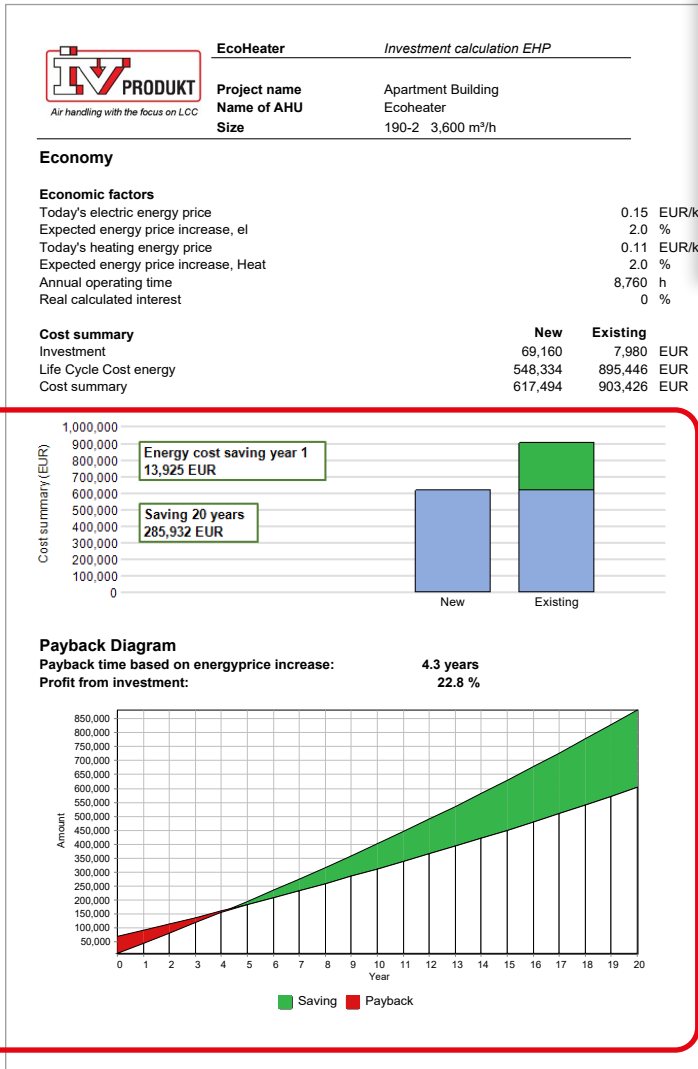 IV PRODUKT
Air handling with the focus on LCC
EcoHeater Investment calculation EHP
Project name Apartment Building
Name of AHU Ecoheater
Size 190-2 3,600 m³/h
Economy
Economic factors
Today's electric energy price 0.15 EUR/k
Expected energy price increase, el 2.0 %
Today's heating energy price 0.11 EUR/k
Expected energy price increase, Heat 2.0 %
Annual operating time 8,760 h
Real calculated interest 0 %
Cost summary New Existing
Investment 69,160 7,980 EUR
Life Cycle Cost energy 548,334 895,446 EUR
Cost summary 617,494 903,426 EUR
Cost summary (EUR)
1,000,000
900,000
800,000
700,000
600,000
500,000
400,000
300,000
200,000
100,000
0
Energy cost saving year 1
13,925 EUR
Saving 20 years
285,932 EUR
New Existing
Payback Diagram
Payback time based on energyprice increase: 4.3 years
Profit from investment: 22.8 %
Amount
850,000
800,000
750,000
700,000
650,000
600,000
550,000
500,000
450,000
400,000
350,000
300,000
250,000
200,000
150,000
100,000
50,000
0 1 2 3 4 5 6 7 8 9 10 11 12 13 14 15 16 17 18 19 20
Year
Saving Payback